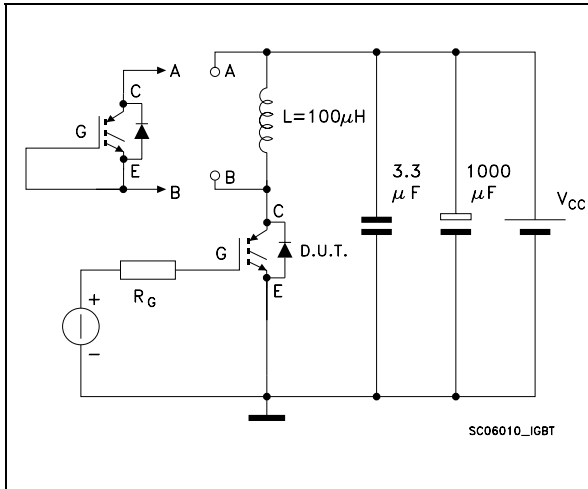 A
A
C
G
L=100μH
E
B
B
3.3
μF
1000
μF
VCC
C
G
D.U.T.
E
RG
+
-
SC06010_IGBT